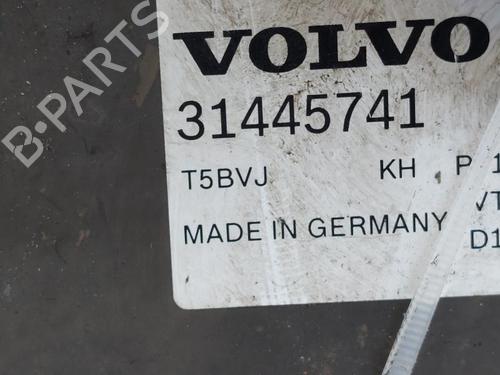 VOLVO
31445741
T5BVJ KH P 1
VT
MADE IN GERMANY
D1
B-PARTS